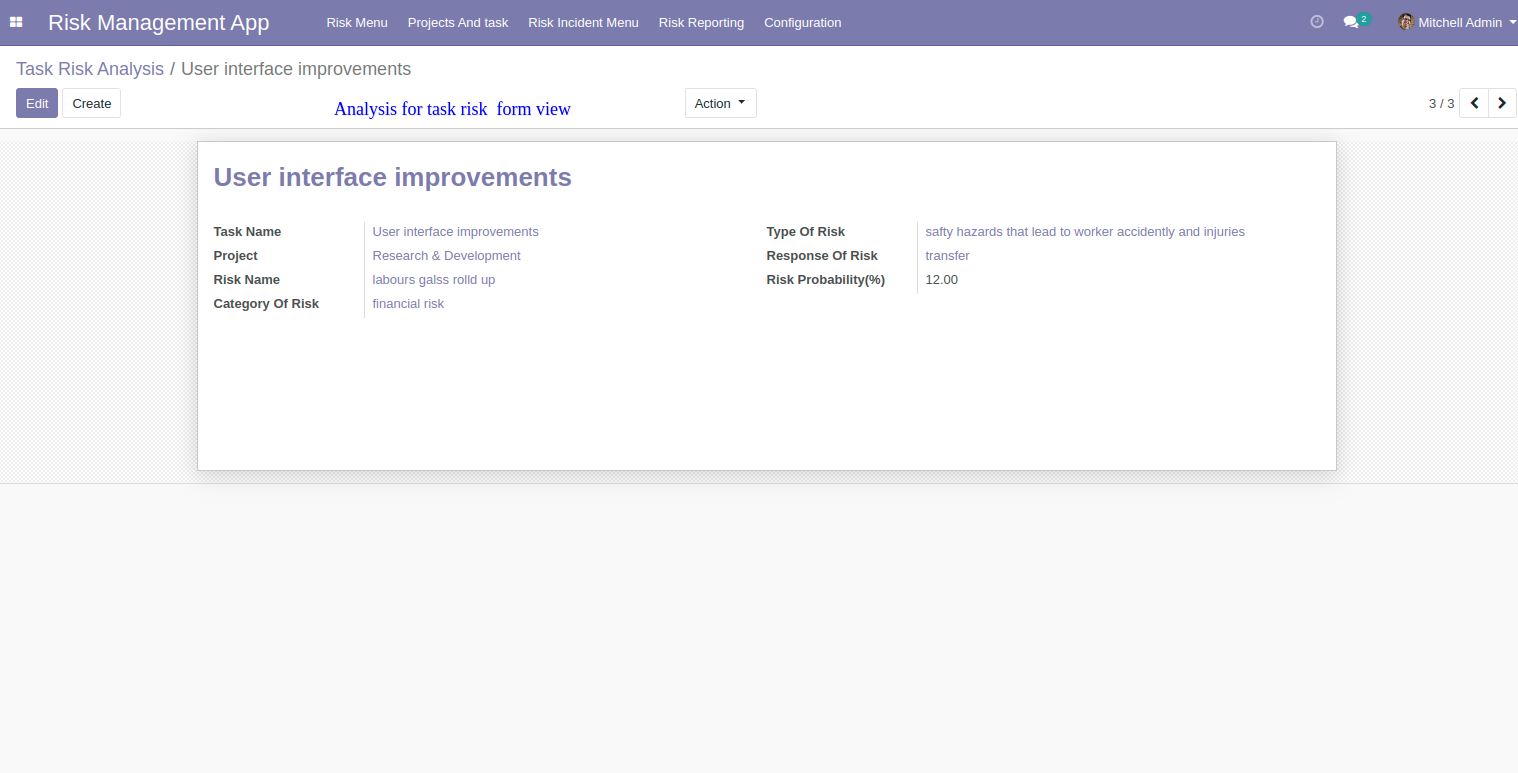 Risk Management App Risk Menu Projects And task Risk Incident Menu Risk Reporting Configuration 2 Mitchell Admin
Task Risk Analysis / User interface improvements
Edit Create Analysis for task risk  form view Action 3 / 3
User interface improvements
Task Name User interface improvements Type Of Risk safty hazards that lead to worker accidently and injuries
Project Research & Development Response Of Risk transfer
Risk Name labours galss rolld up Risk Probability(%) 12.00
Category Of Risk financial risk